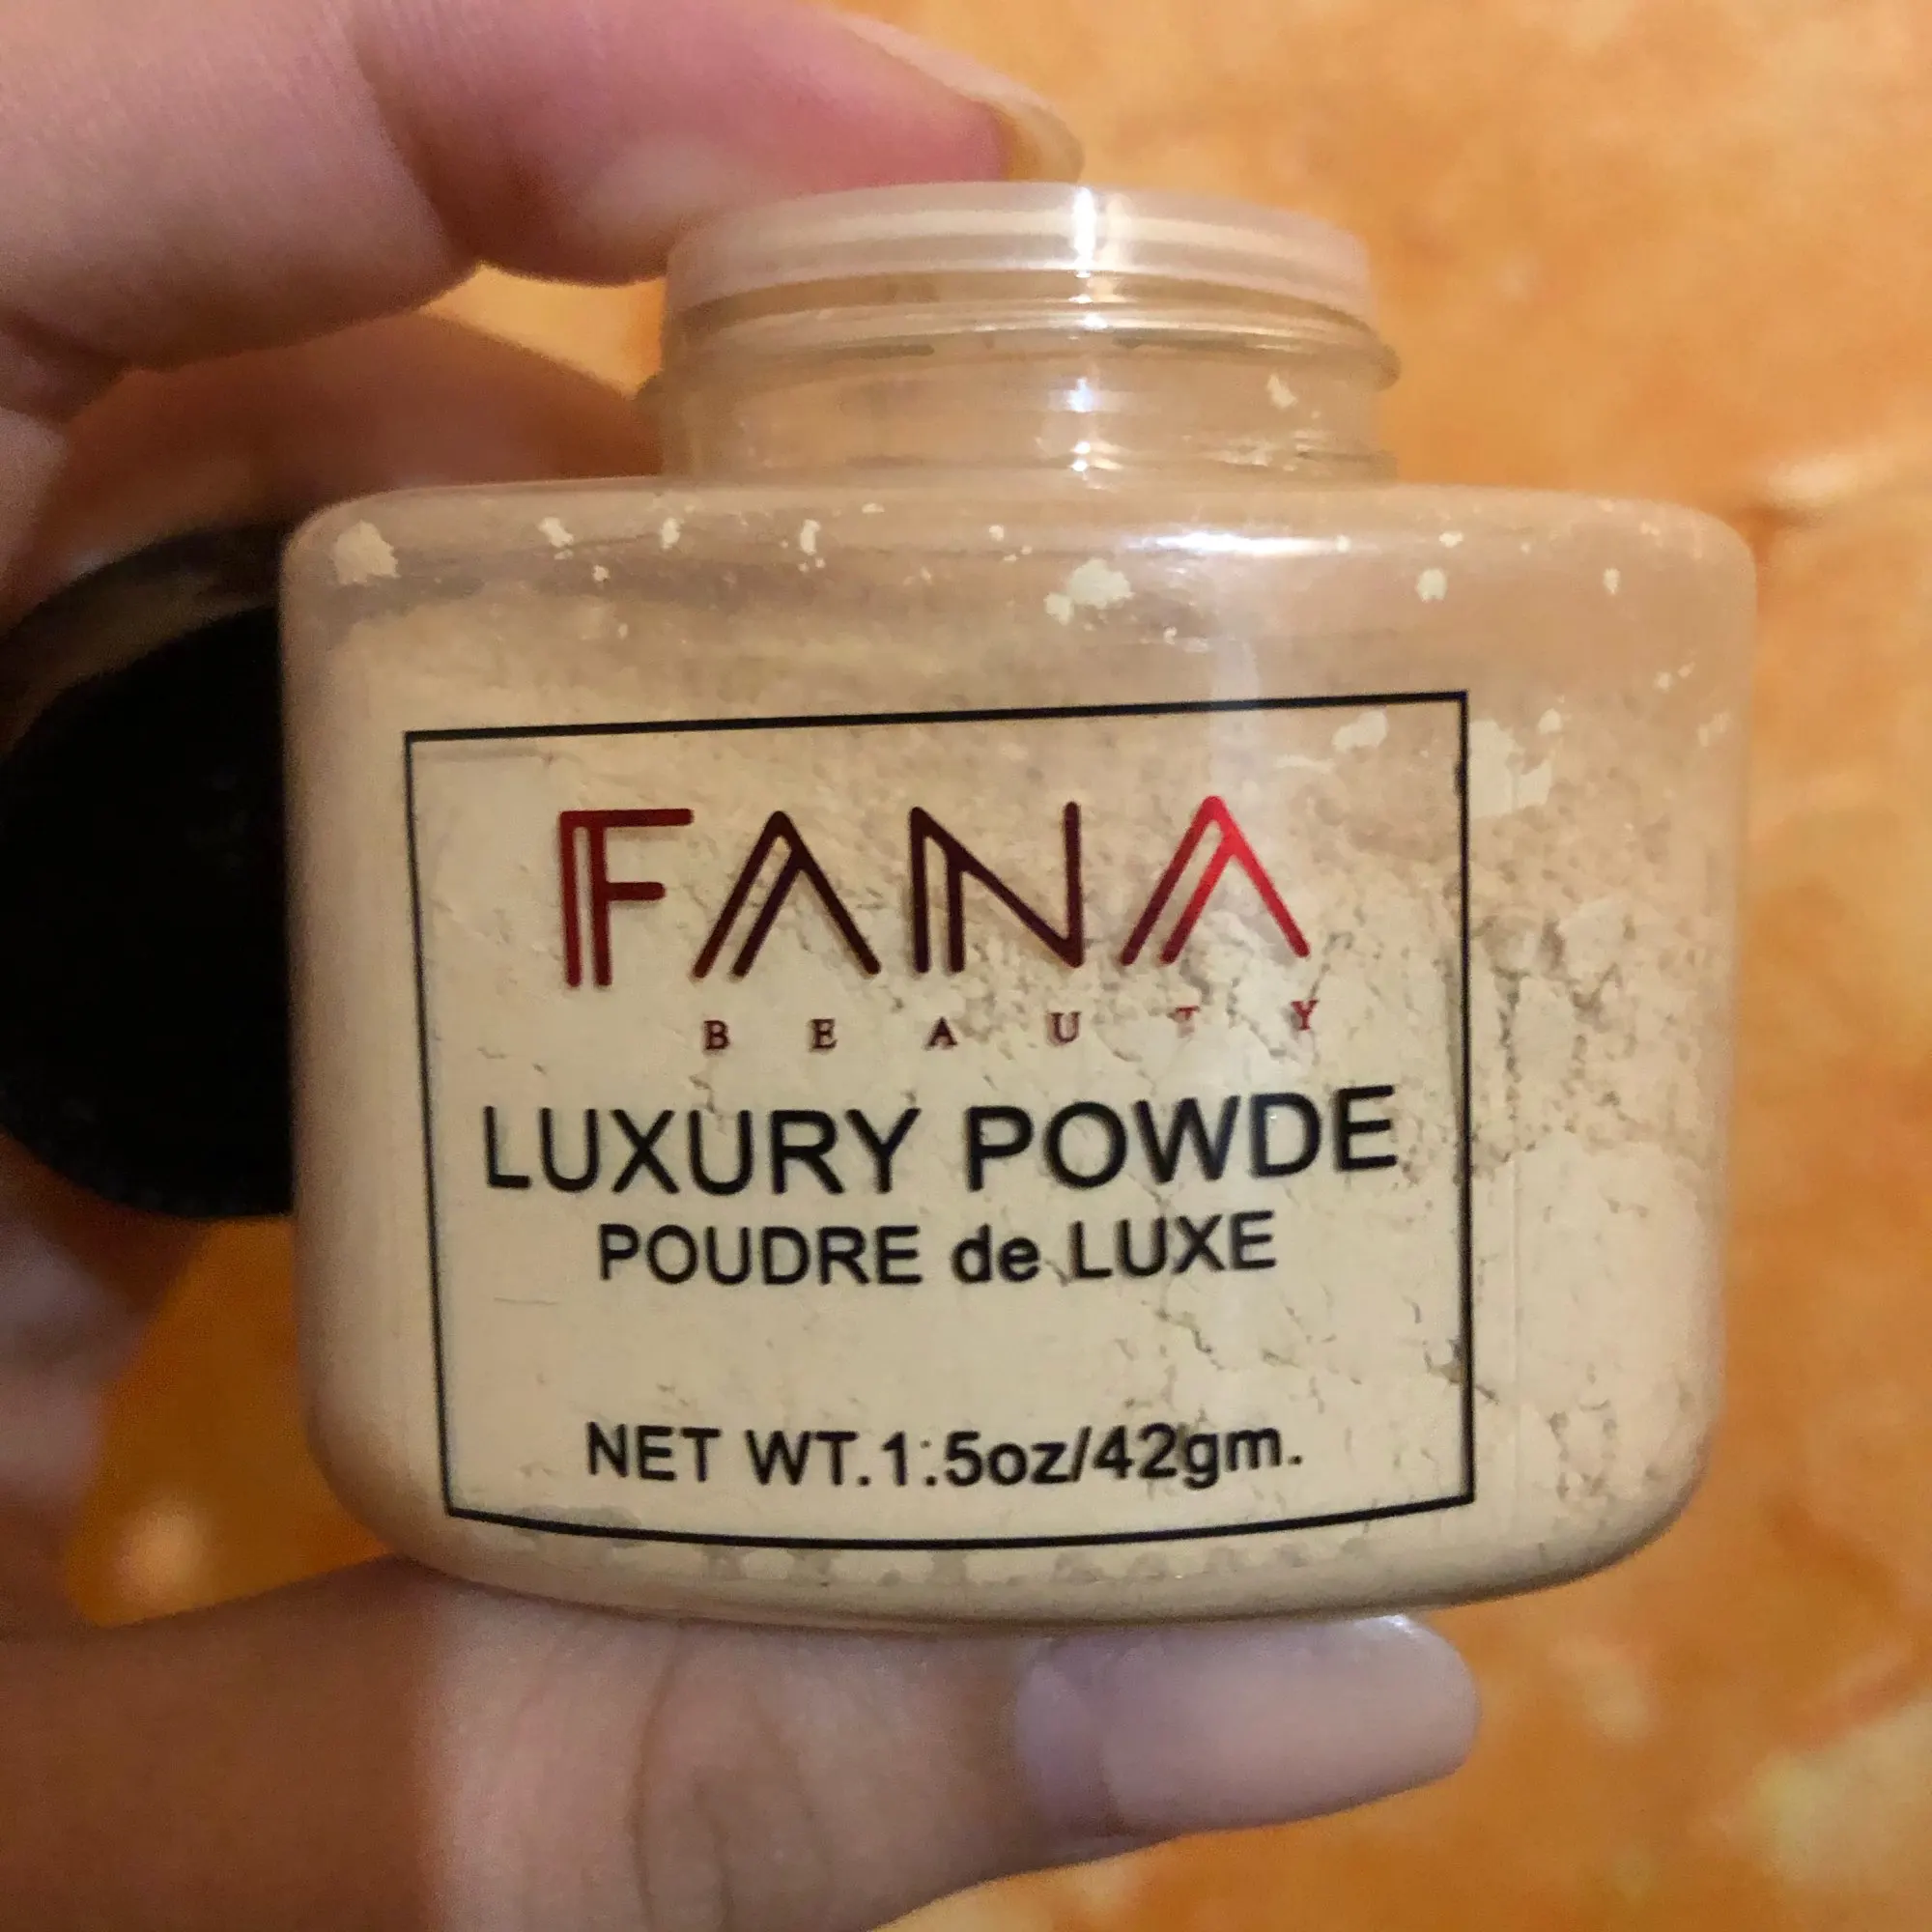 FANA
BEAUTY
LUXURY POWDE
POUDRE de LUXE
NET WT.1.5oz/42gm.